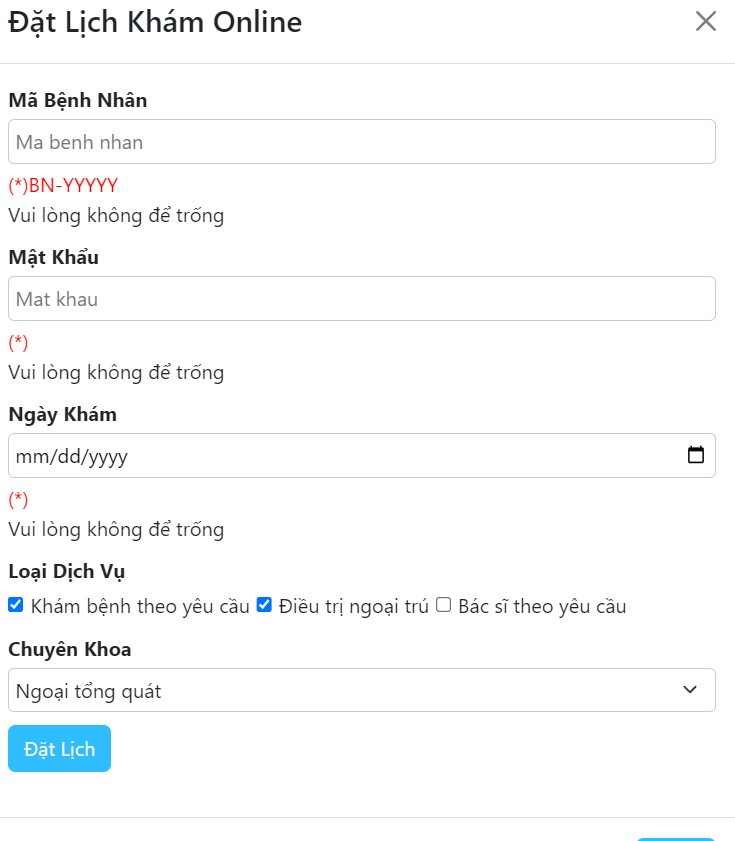 Đặt Lịch Khám Online
Mã Bệnh Nhân
Ma benh nhan
(*)BN-YYYYY
Vui lòng không để trống
Mật Khẩu
Mat khau
(*)
Vui lòng không để trống
Ngày Khám
mm/dd/yyyy
(*)
Vui lòng không để trống
Loại Dịch Vụ
Khám bệnh theo yêu cầu Điều trị ngoại trú Bác sĩ theo yêu cầu
Chuyên Khoa
Ngoại tổng quát
Đặt Lịch